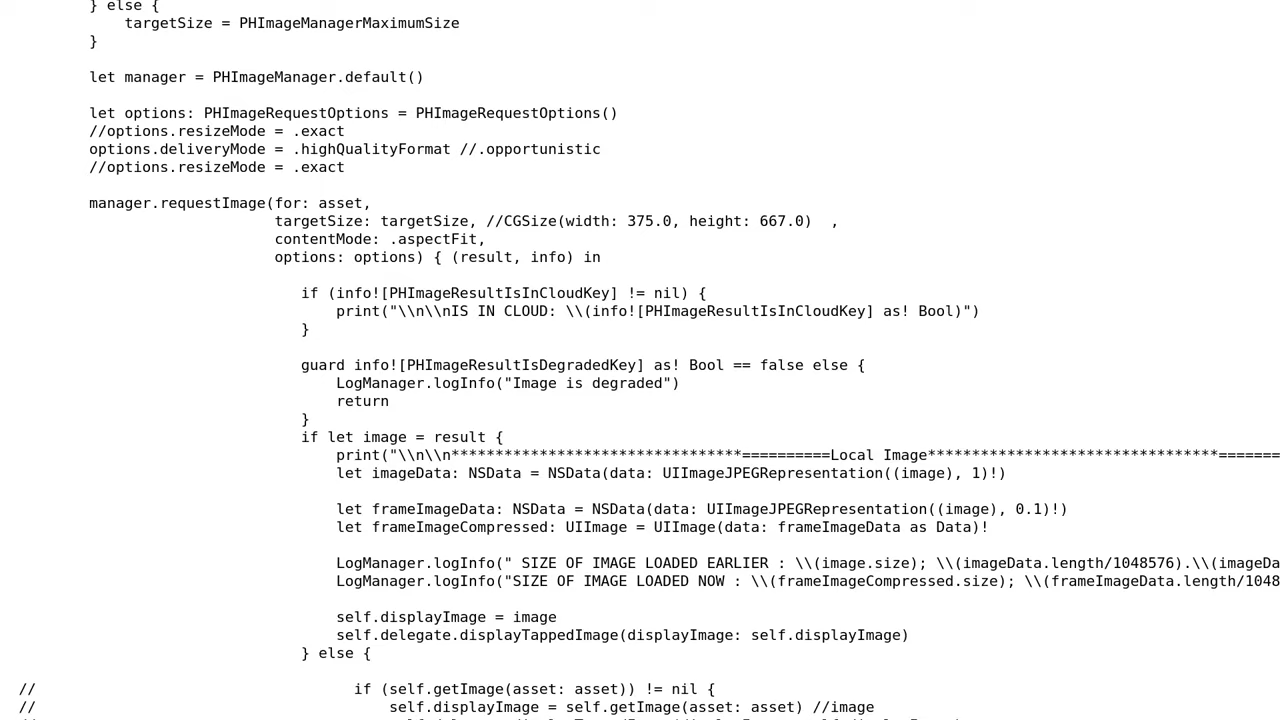 } else {
targetSize = PHImageManagerMaximumSize
}
let manager = PHImageManager.default()
let options: PHImageRequestOptions = PHImageRequestOptions()
//options.resizeMode = .exact
options.deliveryMode = .highQualityFormat //.opportunistic
//options.resizeMode = .exact
manager.requestImage(for: asset,
targetSize: targetSize, //CGSize(width: 375.0, height: 667.0)  ,
contentMode: .aspectFit,
options: options) { (result, info) in
if (info![PHImageResultIsInCloudKey] != nil) {
print("\\n\\nIS IN CLOUD: \\(info![PHImageResultIsInCloudKey] as! Bool)")
}
guard info![PHImageResultIsDegradedKey] as! Bool == false else {
LogManager.logInfo("Image is degraded")
return
}
if let image = result {
print("\\n\\n*********************************==========Local Image*********************************=======
let imageData: NSData = NSData(data: UIImageJPEGRepresentation((image), 1)!)
let frameImageData: NSData = NSData(data: UIImageJPEGRepresentation((image), 0.1)!)
let frameImageCompressed: UIImage = UIImage(data: frameImageData as Data)!
LogManager.logInfo(" SIZE OF IMAGE LOADED EARLIER : \\(image.size); \\(imageData.length/1048576).\\(imageDa
LogManager.logInfo("SIZE OF IMAGE LOADED NOW : \\(frameImageCompressed.size); \\(frameImageData.length/1048
self.displayImage = image
self.delegate.displayTappedImage(displayImage: self.displayImage)
} else {
// if (self.getImage(asset: asset)) != nil {
// self.displayImage = self.getImage(asset: asset) //image